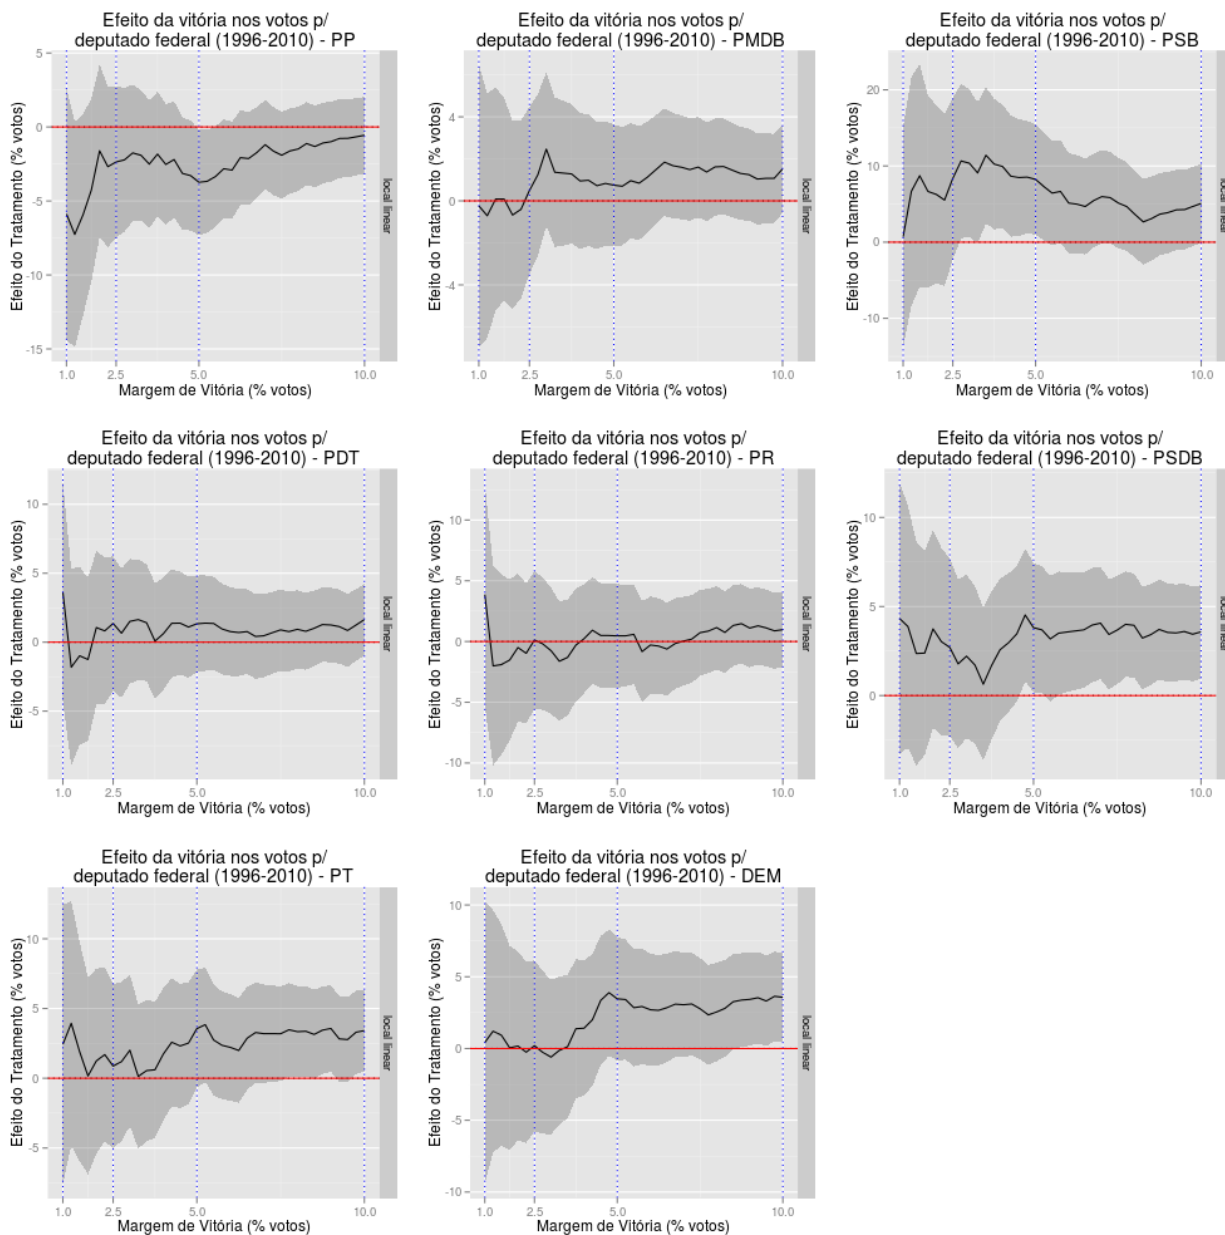 Efeito da vitória nos votos p/
deputado federal (1996-2010) - PP
Efeito do Tratamento (% votos)
5
0
-5
-10
-15
local linear
1.0 2.5 5.0 10.0
Margem de Vitória (% votos)
Efeito da vitória nos votos p/
deputado federal (1996-2010) - PMDB
Efeito do Tratamento (% votos)
4
0
-4
local linear
1.0 2.5 5.0 10.0
Margem de Vitória (% votos)
Efeito da vitória nos votos p/
deputado federal (1996-2010) - PSB
Efeito do Tratamento (% votos)
20
10
0
-10
local linear
1.0 2.5 5.0 10.0
Margem de Vitória (% votos)
Efeito da vitória nos votos p/
deputado federal (1996-2010) - PDT
Efeito do Tratamento (% votos)
10
5
0
-5
local linear
1.0 2.5 5.0 10.0
Margem de Vitória (% votos)
Efeito da vitória nos votos p/
deputado federal (1996-2010) - PR
Efeito do Tratamento (% votos)
10
5
0
-5
-10
local linear
1.0 2.5 5.0 10.0
Margem de Vitória (% votos)
Efeito da vitória nos votos p/
deputado federal (1996-2010) - PSDB
Efeito do Tratamento (% votos)
10
5
0
local linear
1.0 2.5 5.0 10.0
Margem de Vitória (% votos)
Efeito da vitória nos votos p/
deputado federal (1996-2010) - PT
Efeito do Tratamento (% votos)
10
5
0
-5
local linear
1.0 2.5 5.0 10.0
Margem de Vitória (% votos)
Efeito da vitória nos votos p/
deputado federal (1996-2010) - DEM
Efeito do Tratamento (% votos)
10
5
0
-5
-10
local linear
1.0 2.5 5.0 10.0
Margem de Vitória (% votos)